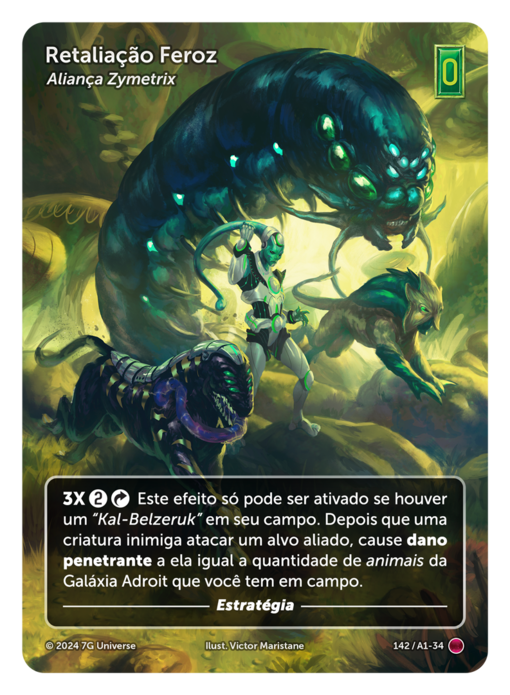 Retaliação Feroz
Aliança Zymetrix
0
3X 2 Este efeito só pode ser ativado se houver
um “Kal-Belzeruk” em seu campo. Depois que uma
criatura inimiga atacar um alvo aliado, cause dano
penetrante a ela igual a quantidade de animais da
Galáxia Adroit que você tem em campo.
Estratégia
© 2024 7G Universe
Ilust. Victor Maristane
142 / A1-34